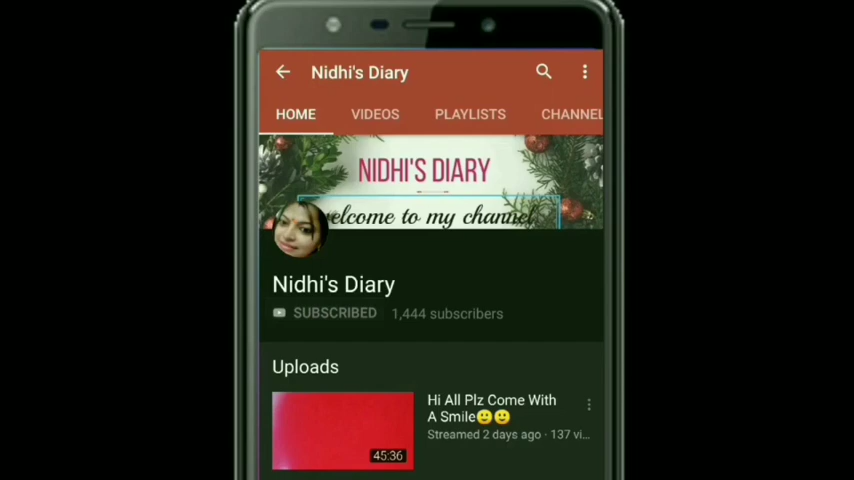 Nidhi's Diary
HOME VIDEOS PLAYLISTS CHANNEL
NIDHI'S DIARY
elcome to my channel
Nidhi's Diary
SUBSCRIBED 1,444 subscribers
Uploads
Hi All Plz Come With
A Smile🙂🙂
Streamed 2 days ago · 137 vi...
45:36